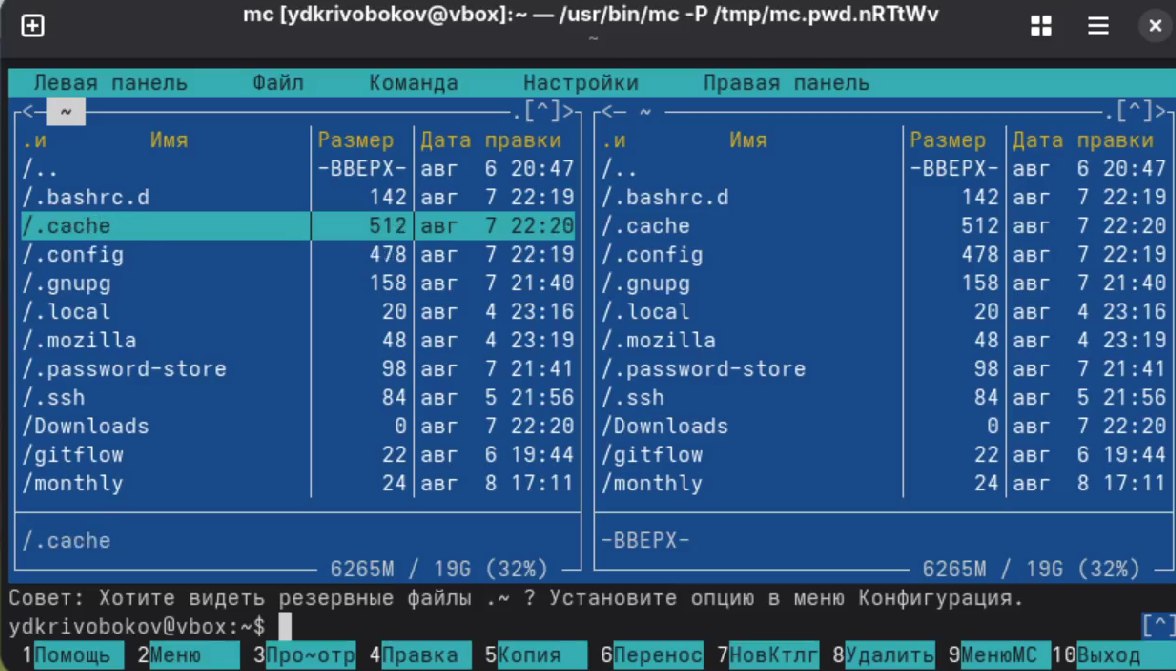 mc [ydkrivobokov@vbox]:~ — /usr/bin/mc -P /tmp/mc.pwd.nRTtWv
~
Левая панель Файл Команда Настройки Правая панель
<— ~ .[^]> <— ~ .[^]>
.и Имя Размер Дата правки .и Имя Размер Дата правки
/.. -ВВЕРХ- авг 6 20:47 /.. -ВВЕРХ- авг 6 20:47
/.bashrc.d 142 авг 7 22:19 /.bashrc.d 142 авг 7 22:19
/.cache 512 авг 7 22:20 /.cache 512 авг 7 22:20
/.config 478 авг 7 22:19 /.config 478 авг 7 22:19
/.gnupg 158 авг 7 21:40 /.gnupg 158 авг 7 21:40
/.local 20 авг 4 23:16 /.local 20 авг 4 23:16
/.mozilla 48 авг 4 23:19 /.mozilla 48 авг 4 23:19
/.password-store 98 авг 7 21:41 /.password-store 98 авг 7 21:41
/.ssh 84 авг 5 21:56 /.ssh 84 авг 5 21:56
/Downloads 0 авг 7 22:20 /Downloads 0 авг 7 22:20
/gitflow 22 авг 6 19:44 /gitflow 22 авг 6 19:44
/monthly 24 авг 8 17:11 /monthly 24 авг 8 17:11
/.cache -ВВЕРХ-
6265M / 19G (32%) 6265M / 19G (32%)
Совет: Хотите видеть резервные файлы .~ ? Установите опцию в меню Конфигурация.
ydkrivobokov@vbox:~$ [^]
1Помощь 2Меню 3Про~отр 4Правка 5Копия 6Перенос 7НовКтлг 8Удалить 9МенюMC 10Выход